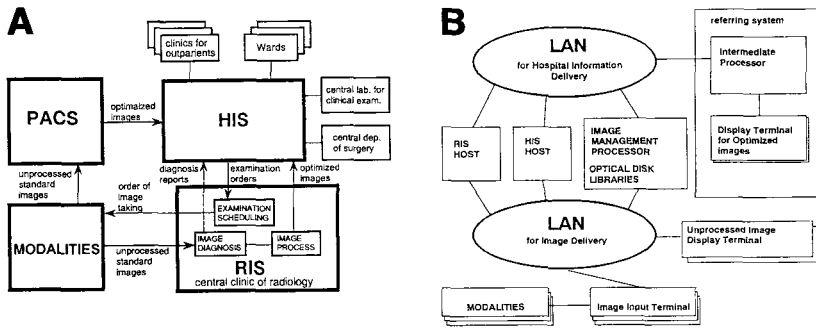 A
clinics for
outparients
Wards
PACS
optimaized
images
HIS
central lab. for
clinical exam.
central dep.
of surgery
unprocessed
standard
images
order of
image
taking
diagnosis
reports
examination
orders
optimized
images
EXAMINATION
SCHEDULING
MODALITIES
unprocessed
standard
images
IMAGE
DIAGNOSIS
IMAGE
PROCESS
RIS
central clinic of radiology
B
LAN
for Hospital Information
Delivery
referring system
Intermediate
Processor
Display Terminal
for Optimized
images
RIS
HOST
HIS
HOST
IMAGE
MANAGEMENT
PROCESSOR
OPTICAL DISK
LIBRARIES
LAN
for Image Delivery
Unprocessed Image
Display Terminal
MODALITIES
Image Input Terminal